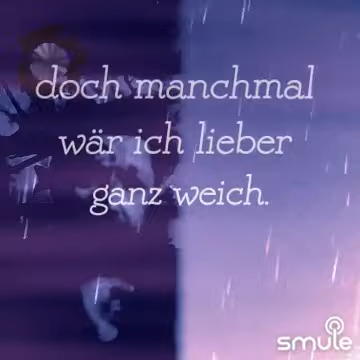 doch manchmal
wär ich lieber
ganz weich.
smule